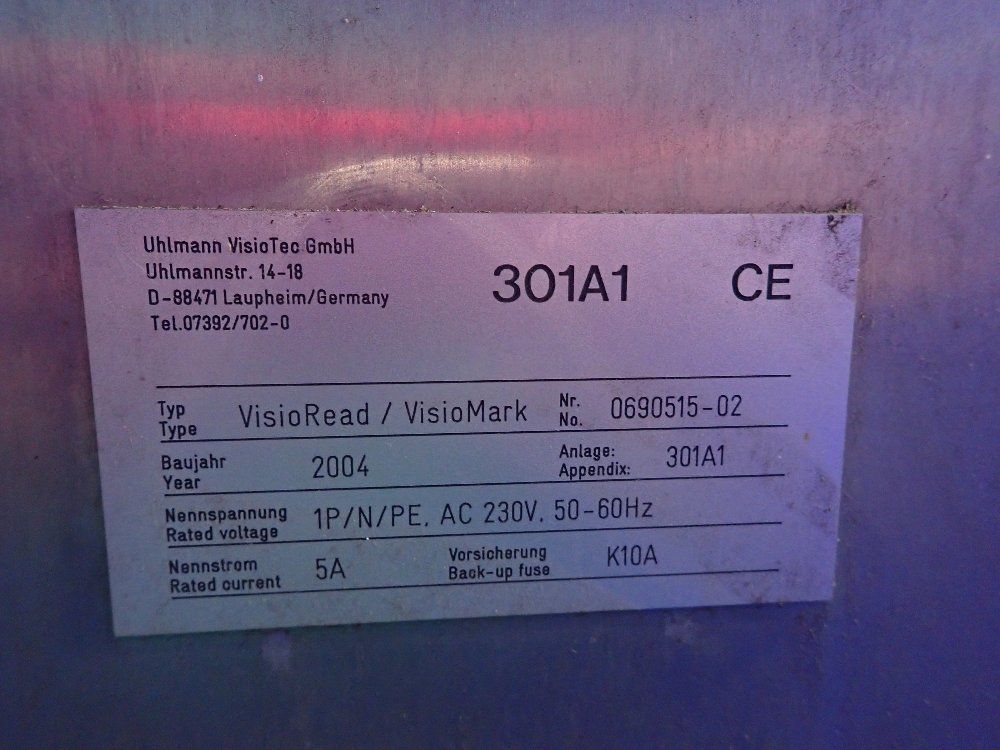 Uhlmann VisioTec GmbH
Uhlmannstr. 14-18
D-88471 Laupheim/Germany
Tel.07392/702-0
301A1 CE
Typ
Type
VisioRead / VisioMark
Nr.
No.
0690515-02
Baujahr
Year
2004
Anlage:
Appendix:
301A1
Nennspannung
Rated voltage
1P/N/PE, AC 230V, 50-60Hz
Nennstrom
Rated current
5A
Vorsicherung
Back-up fuse
K10A